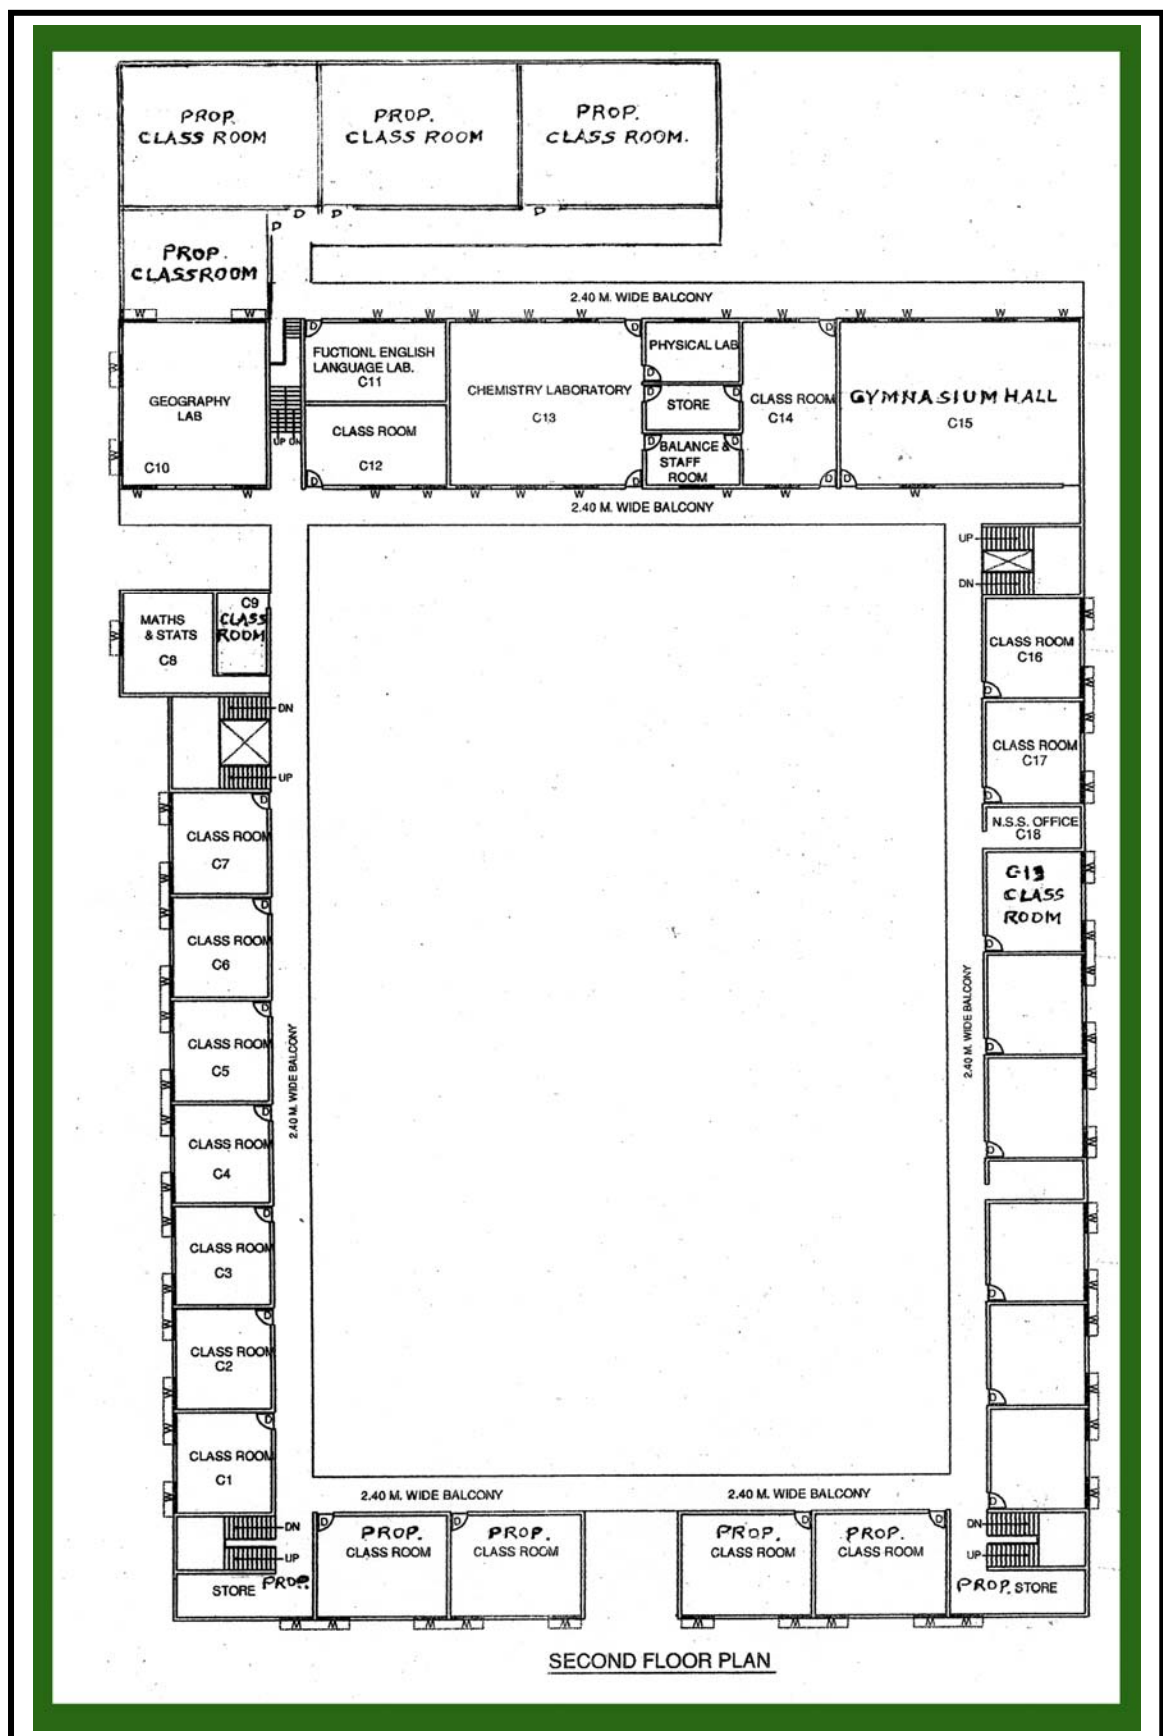 PROP.
CLASS ROOM
PROP.
CLASS ROOM
PROP.
CLASS ROOM.
D
D
D
D
PROP.
CLASSROOM
2.40 M. WIDE BALCONY
W
W
W
W
W
W
W
W
W
W
W
W
W
W
GEOGRAPHY
LAB
C10
W
W
UP DN
D
FUCTIONL ENGLISH
LANGUAGE LAB.
C11
CLASS ROOM
C12
D
CHEMISTRY LABORATORY
C13
D
D
PHYSICAL LAB
D
STORE
D
D
D
BALANCE &
STAFF
ROOM
D
CLASS ROOM
C14
D
GYMNASIUM HALL
C15
D
W
W
W
W
W
W
W
W
W
W
2.40 M. WIDE BALCONY
UP
DN
MATHS
& STATS
C8
W
C9
CLASS
ROOM
DN
UP
CLASS ROOM
C16
D
CLASS ROOM
C17
D
N.S.S. OFFICE
C18
C19
CLASS
ROOM
D
CLASS ROOM
C7
D
CLASS ROOM
C6
D
CLASS ROOM
C5
D
CLASS ROOM
C4
D
CLASS ROOM
C3
D
CLASS ROOM
C2
D
CLASS ROOM
C1
D
2.40 M. WIDE BALCONY
2.40 M. WIDE BALCONY
D
D
D
D
D
2.40 M. WIDE BALCONY
2.40 M. WIDE BALCONY
DN
UP
STORE PROP.
D
PROP.
CLASS ROOM
D
PROP.
CLASS ROOM
PROP.
CLASS ROOM
D
PROP.
CLASS ROOM
D
DN
UP
PROP. STORE
W
W
W
W
W
W
W
W
W
W
SECOND FLOOR PLAN